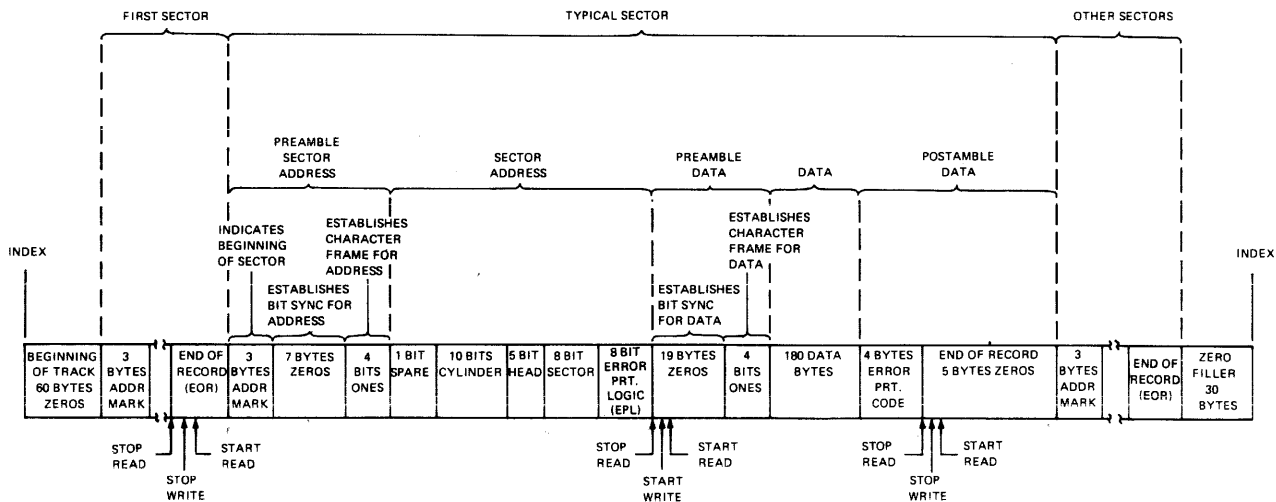 FIRST SECTOR
TYPICAL SECTOR
OTHER SECTORS
PREAMBLE
SECTOR
ADDRESS
SECTOR
ADDRESS
PREAMBLE
DATA
DATA
POSTAMBLE
DATA
INDEX
INDICATES
BEGINNING
OF SECTOR
ESTABLISHES
CHARACTER
FRAME FOR
ADDRESS
ESTABLISHES
BIT SYNC FOR
ADDRESS
ESTABLISHES
CHARACTER
FRAME FOR
DATA
ESTABLISHES
BIT SYNC
FOR DATA
INDEX
BEGINNING
OF TRACK
60 BYTES
ZEROS
3
BYTES
ADDR
MARK
END OF
RECORD
(EOR)
3
BYTES
ADDR
MARK
7 BYTES
ZEROS
4
BITS
ONES
1 BIT
SPARE
10 BITS
CYLINDER
5 BIT
HEAD
8 BIT
SECTOR
8 BIT
ERROR
PRT.
LOGIC
(EPL)
19 BYTES
ZEROS
4
BITS
ONES
180 DATA
BYTES
4 BYTES
ERROR
PRT.
CODE
END OF RECORD
5 BYTES ZEROS
3
BYTES
ADDR
MARK
END OF
RECORD
(EOR)
ZERO
FILLER
30
BYTES
STOP
READ
STOP
WRITE
START
READ
STOP
READ
START
WRITE
START
READ
STOP
READ
STOP
WRITE
START
READ